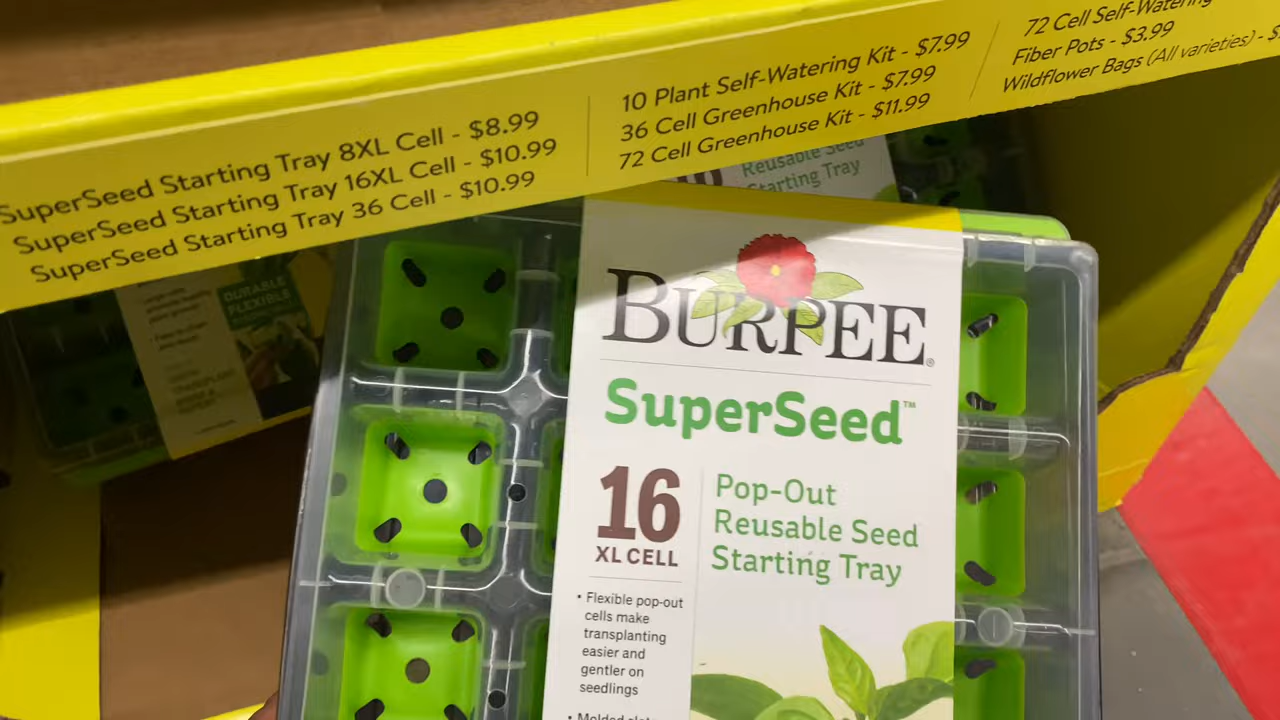 SuperSeed Starting Tray 8XL Cell - $8.99
SuperSeed Starting Tray 16XL Cell - $10.99
SuperSeed Starting Tray 36 Cell - $10.99
10 Plant Self-Watering Kit - $7.99
36 Cell Greenhouse Kit - $7.99
72 Cell Greenhouse Kit - $11.99
72 Cell Self-Watering
Fiber Pots - $3.99
Wildflower Bags (All varieties) - $
Reusable Seed
Starting Tray
DURABLE
FLEXIBLE
BURPEE®
SuperSeed™
16
XL CELL
Pop-Out
Reusable Seed
Starting Tray
• Flexible pop-out
cells make
transplanting
easier and
gentler on
seedlings
• Molded